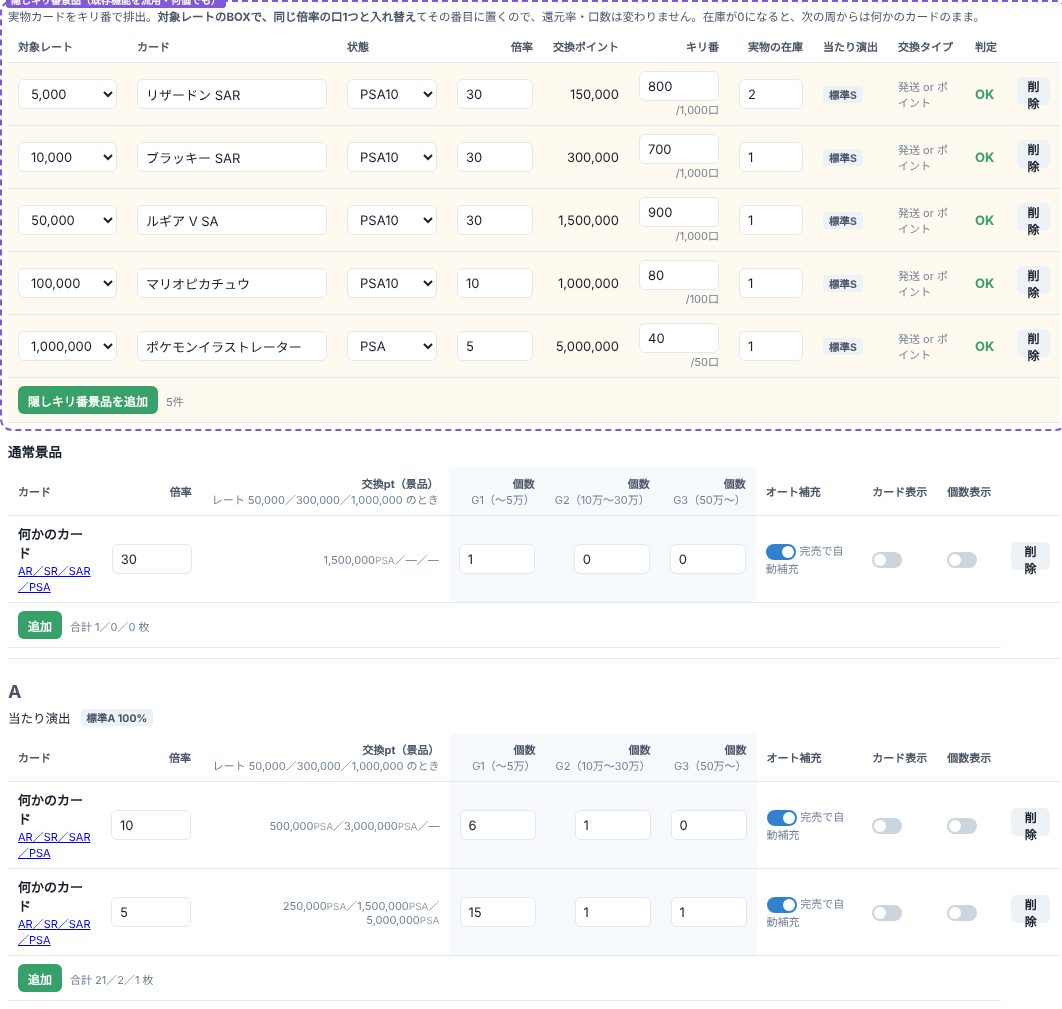 隠しキリ番景品（既存機能を流用・何個でも）
実物カードをキリ番で排出。対象レートのBOXで、同じ倍率の口1つと入れ替えてその番目に置くので、還元率・口数は変わりません。在庫が0になると、次の周からは何かのカードのまま。
対象レート カード 状態 倍率 交換ポイント キリ番 実物の在庫 当たり演出 交換タイプ 判定
5,000 リザードン SAR PSA10 30 150,000 800 /1,000口 2 標準S 発送 or ポイント OK 削除
10,000 ブラッキー SAR PSA10 30 300,000 700 /1,000口 1 標準S 発送 or ポイント OK 削除
50,000 ルギア V SA PSA10 30 1,500,000 900 /1,000口 1 標準S 発送 or ポイント OK 削除
100,000 マリオピカチュウ PSA10 10 1,000,000 80 /100口 1 標準S 発送 or ポイント OK 削除
1,000,000 ポケモンイラストレーター PSA 5 5,000,000 40 /50口 1 標準S 発送 or ポイント OK 削除
隠しキリ番景品を追加 5件
通常景品
カード 倍率 交換pt（景品） 個数 個数 個数 オート補充 カード表示 個数表示
レート 50,000／300,000／1,000,000 のとき G1（〜5万） G2（10万〜30万） G3（50万〜）
何かのカード
AR／SR／SAR／PSA 30 1,500,000PSA／—／— 1 0 0 完売で自動補充 削除
追加 合計 1／0／0 枚
A
当たり演出 標準A 100%
カード 倍率 交換pt（景品） 個数 個数 個数 オート補充 カード表示 個数表示
レート 50,000／300,000／1,000,000 のとき G1（〜5万） G2（10万〜30万） G3（50万〜）
何かのカード
AR／SR／SAR／PSA 10 500,000PSA／3,000,000PSA／— 6 1 0 完売で自動補充 削除
何かのカード
AR／SR／SAR／PSA 5 250,000PSA／1,500,000PSA／5,000,000PSA 15 1 1 完売で自動補充 削除
追加 合計 21／2／1 枚